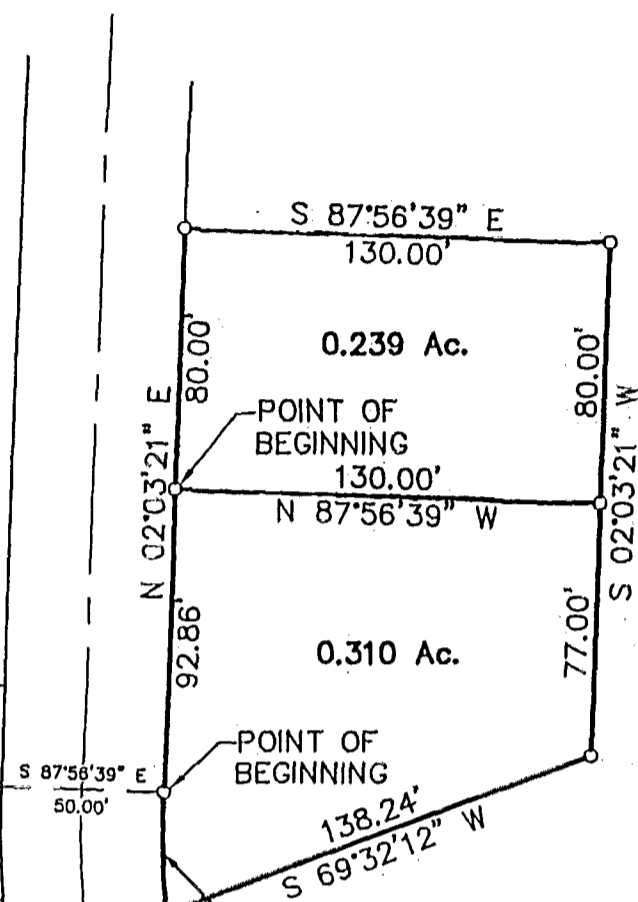 S 87°56'39" E
130.00'
0.239 Ac.
80.00'
80.00'
POINT OF
BEGINNING
N 02°03'21" E
130.00'
N 87°56'39" W
S 02°03'21" W
92.86'
77.00'
0.310 Ac.
POINT OF
BEGINNING
S 87°56'39" E
50.00'
138.24'
S 69°32'12" W